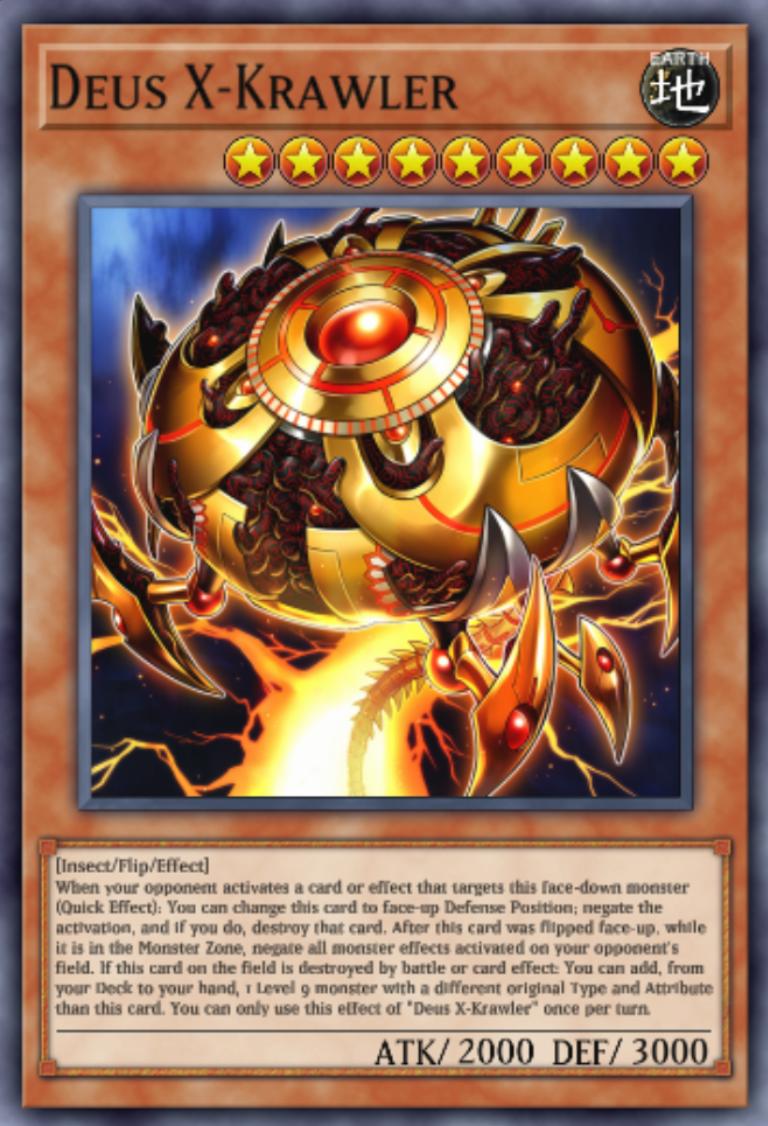 Deus X-Krawler
EARTH
地
[Insect/Flip/Effect]
When your opponent activates a card or effect that targets this face-down monster
(Quick Effect): You can change this card to face-up Defense Position; negate the
activation, and if you do, destroy that card. After this card was flipped face-up, while
it is in the Monster Zone, negate all monster effects activated on your opponent's
field. If this card on the field is destroyed by battle or card effect: You can add, from
your Deck to your hand, 1 Level 9 monster with a different original Type and Attribute
than this card. You can only use this effect of "Deus X-Krawler" once per turn.
ATK/ 2000 DEF/ 3000